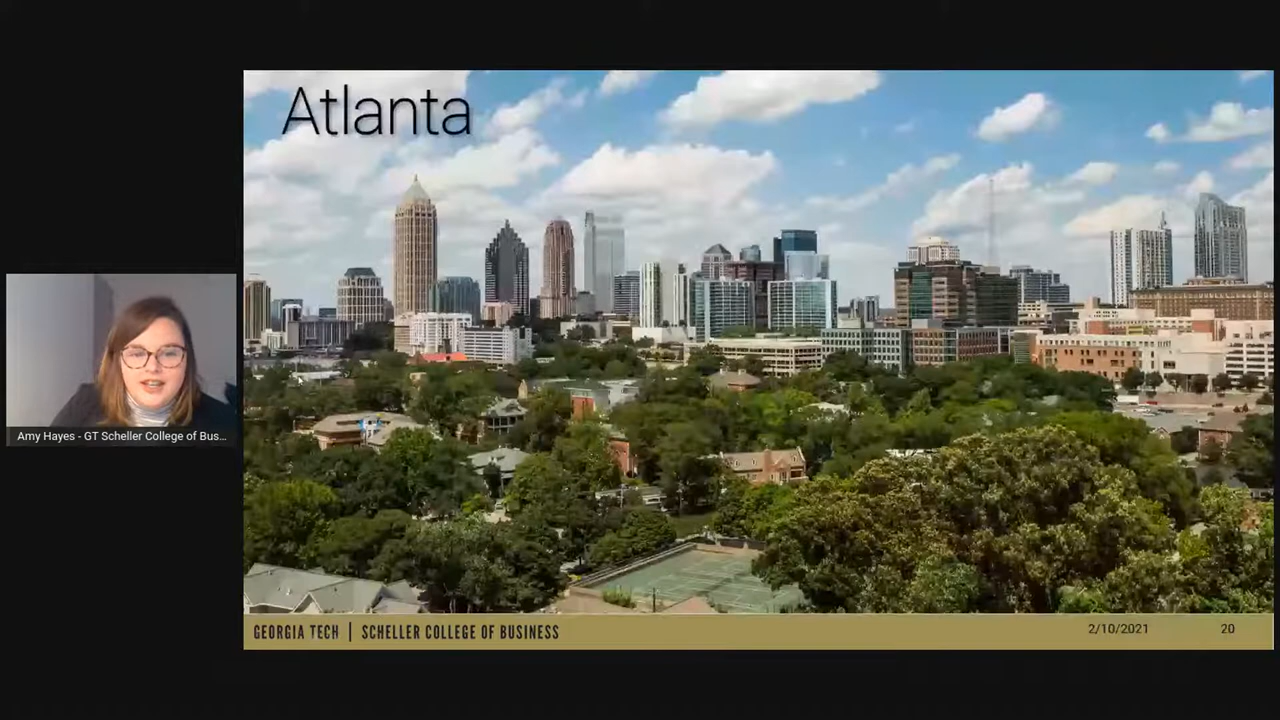 Atlanta
Amy Hayes - GT Scheller College of Bus...
GEORGIA TECH | SCHELLER COLLEGE OF BUSINESS
2/10/2021
20